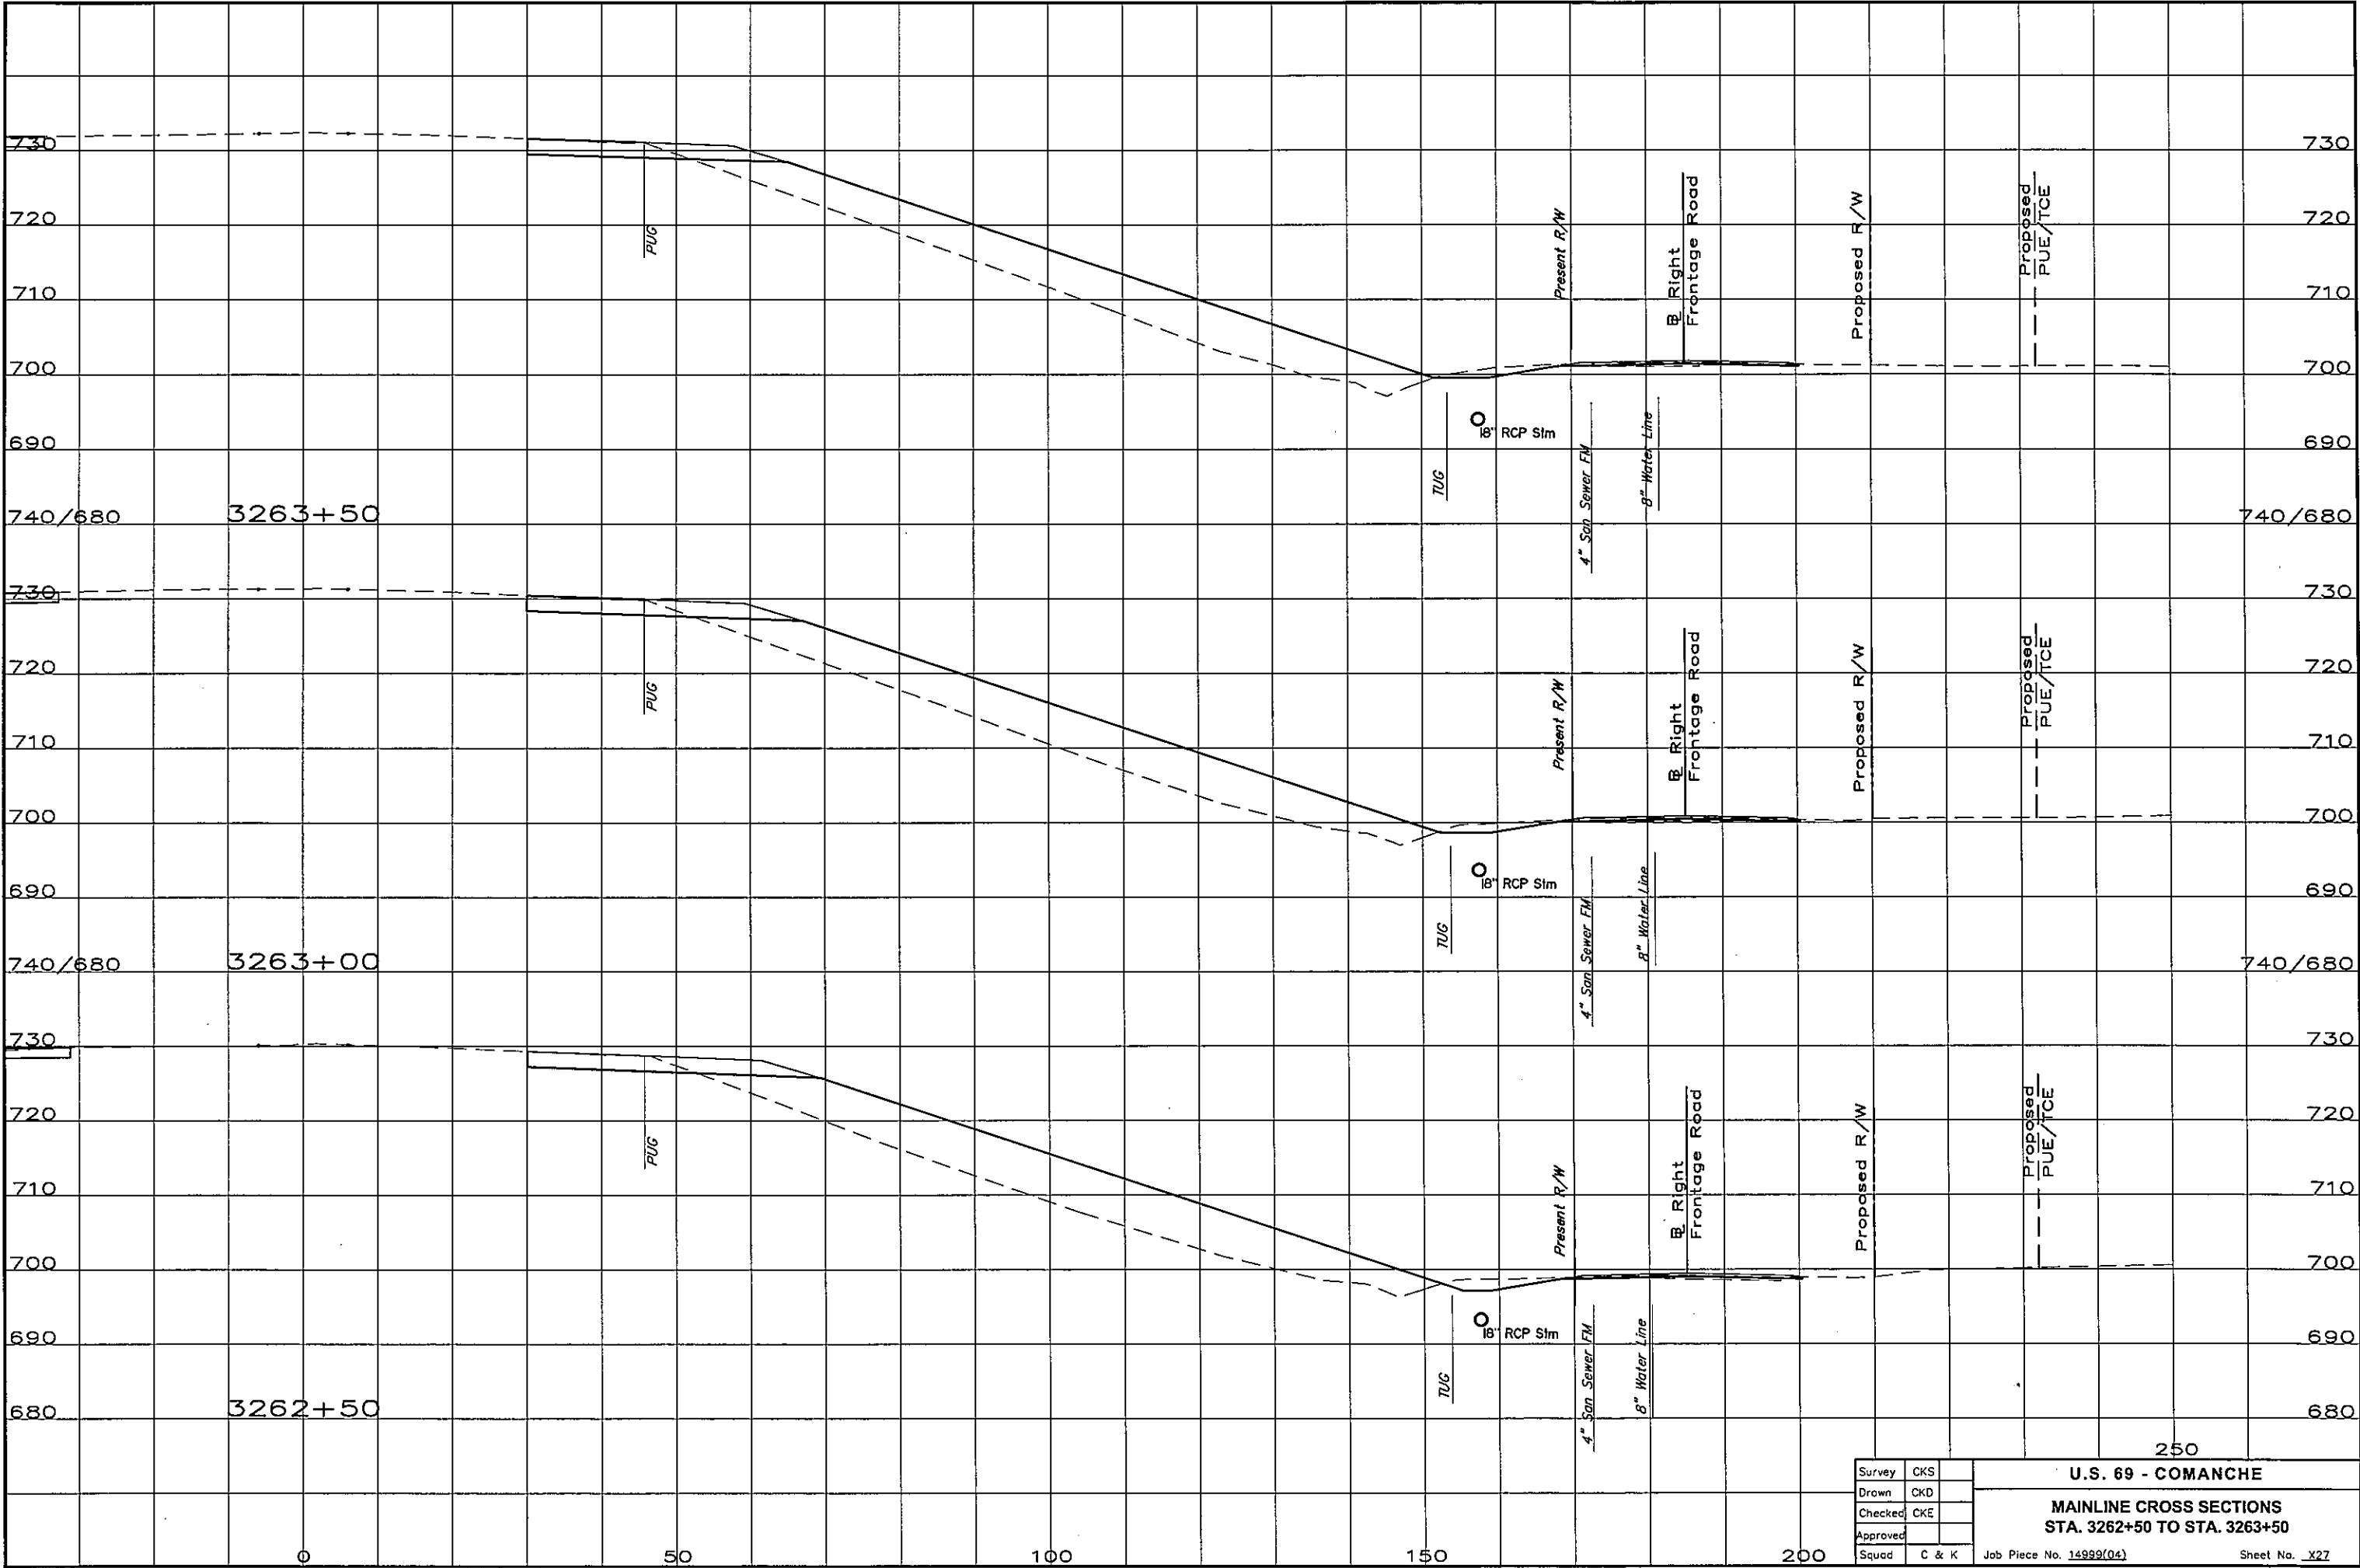 730
730
PUG
Present R/W
℄ Right
Frontage Road
Proposed R/W
Proposed
PUE/TCE
720
720
710
710
700
700
18" RCP Stm
TUG
4" San Sewer FM
8" Water Line
690
690
740/680
3263+50
740/680
730
730
PUG
Present R/W
℄ Right
Frontage Road
Proposed R/W
Proposed
PUE/TCE
720
720
710
710
700
700
18" RCP Stm
TUG
4" San Sewer FM
8" Water Line
690
690
740/680
3263+00
740/680
730
730
PUG
Present R/W
℄ Right
Frontage Road
Proposed R/W
Proposed
PUE/TCE
720
720
710
710
700
700
18" RCP Stm
TUG
4" San Sewer FM
8" Water Line
690
690
680
3262+50
680
0
50
100
150
200
250
Survey CKS
Drawn CKD
Checked CKE
Approved
Squad C & K
U.S. 69 - COMANCHE
MAINLINE CROSS SECTIONS
STA. 3262+50 TO STA. 3263+50
Job Piece No. 14999(04) Sheet No. X27